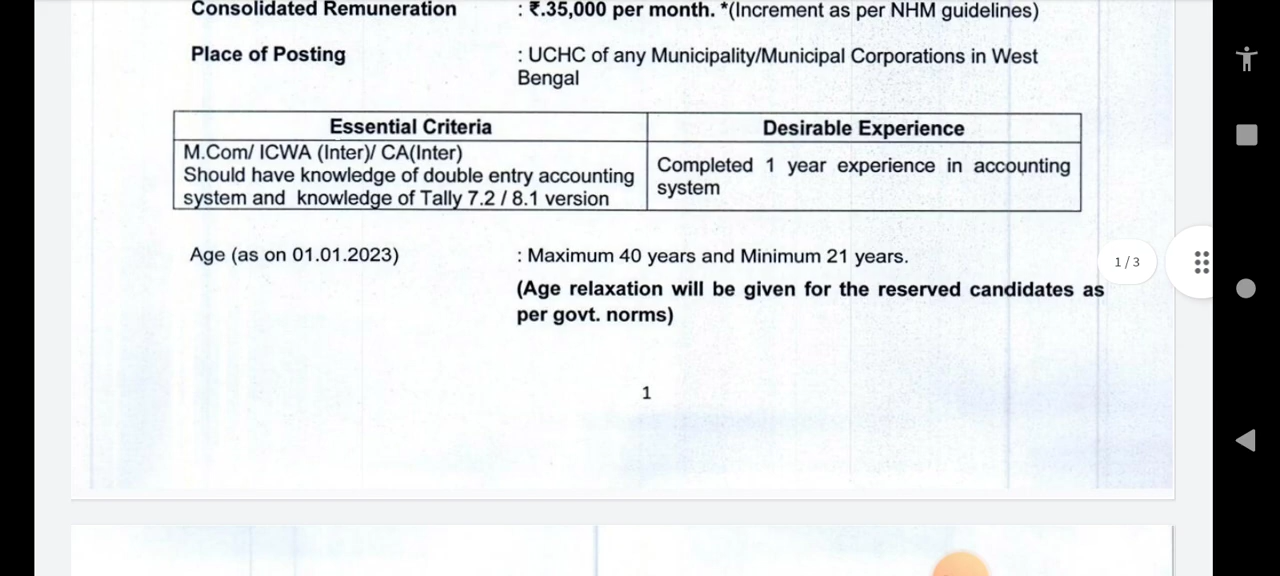 Consolidated Remuneration : ₹.35,000 per month. *(Increment as per NHM guidelines)
Place of Posting : UCHC of any Municipality/Municipal Corporations in West
Bengal
Essential Criteria
M.Com/ ICWA (Inter)/ CA(Inter)
Should have knowledge of double entry accounting
system and knowledge of Tally 7.2 / 8.1 version
Desirable Experience
Completed 1 year experience in accounting
system
Age (as on 01.01.2023) : Maximum 40 years and Minimum 21 years.
(Age relaxation will be given for the reserved candidates as
per govt. norms)
1
1 / 3